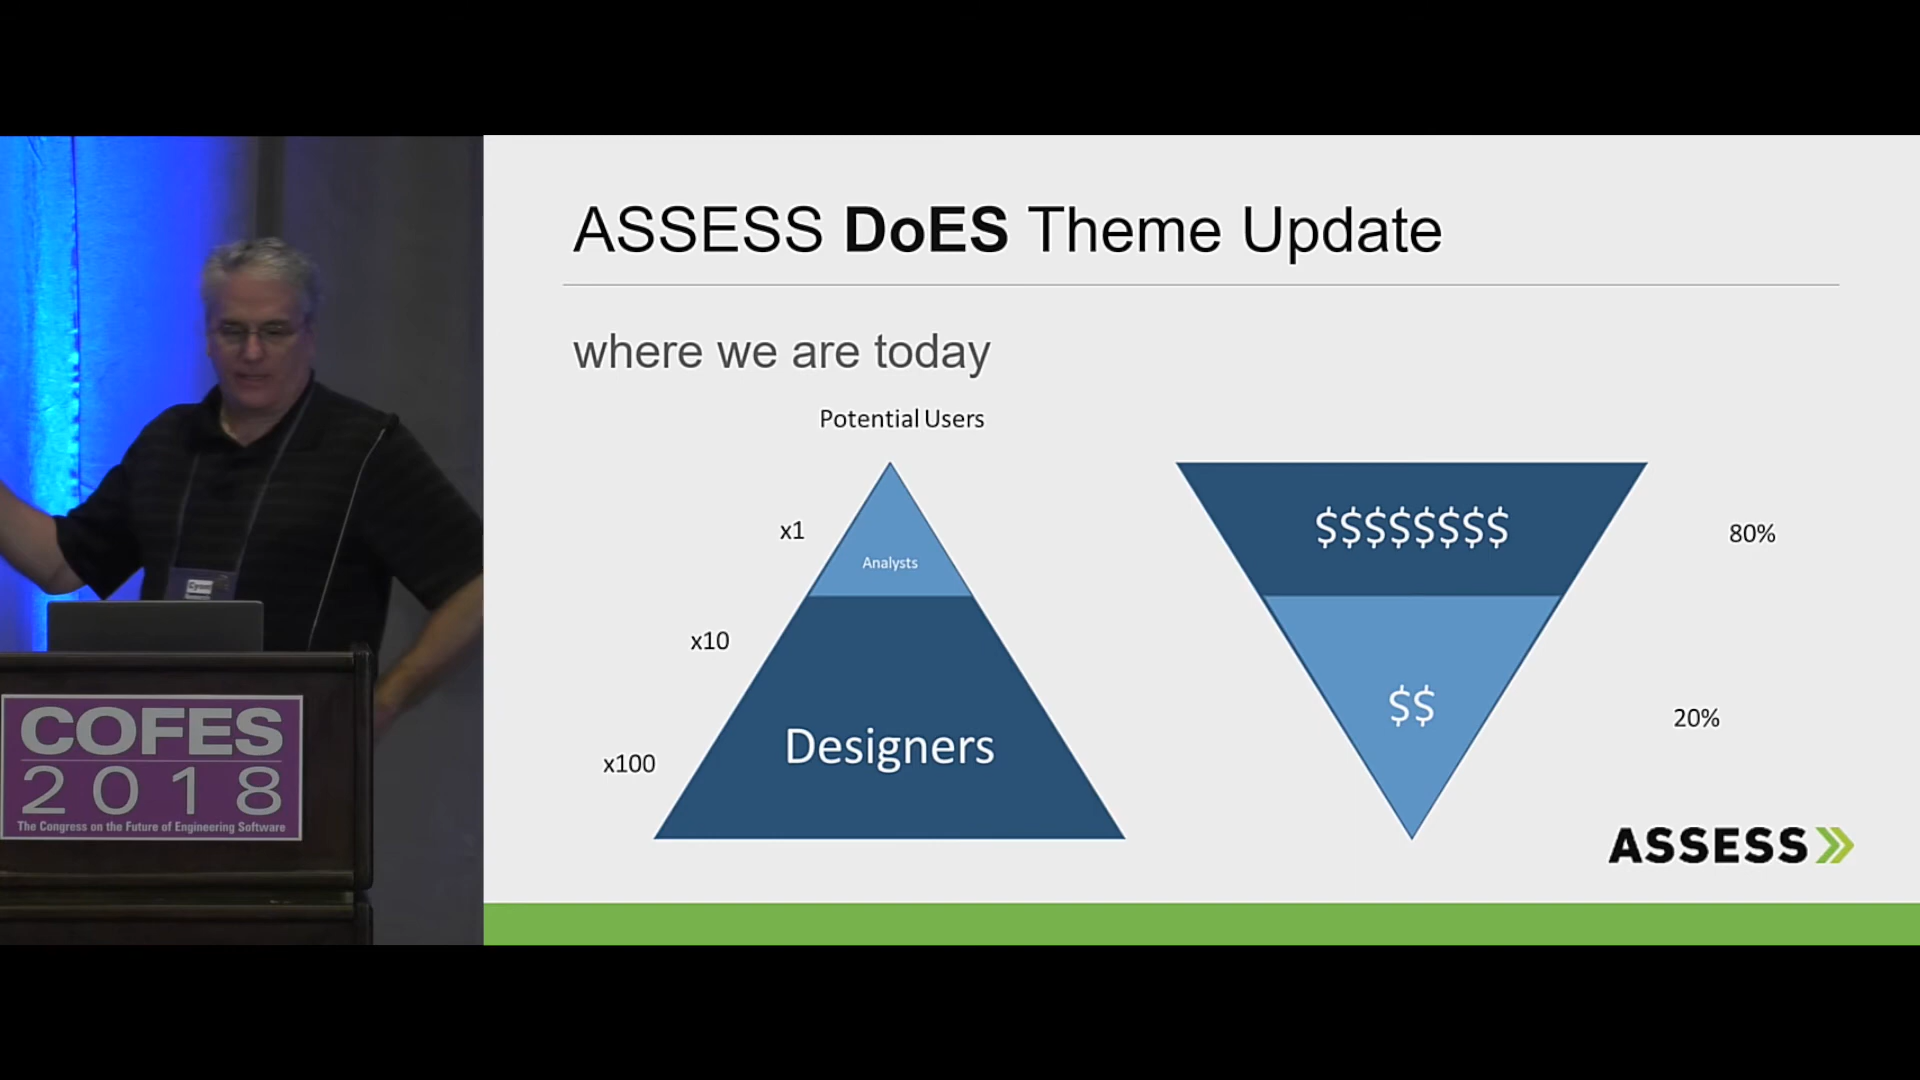 ASSESS DoES Theme Update
where we are today
Potential Users
x1
Analysts
x10
x100
Designers
$$$$$$$$
80%
$$
20%
ASSESS
COFES
2018
The Congress on the Future of Engineering Software